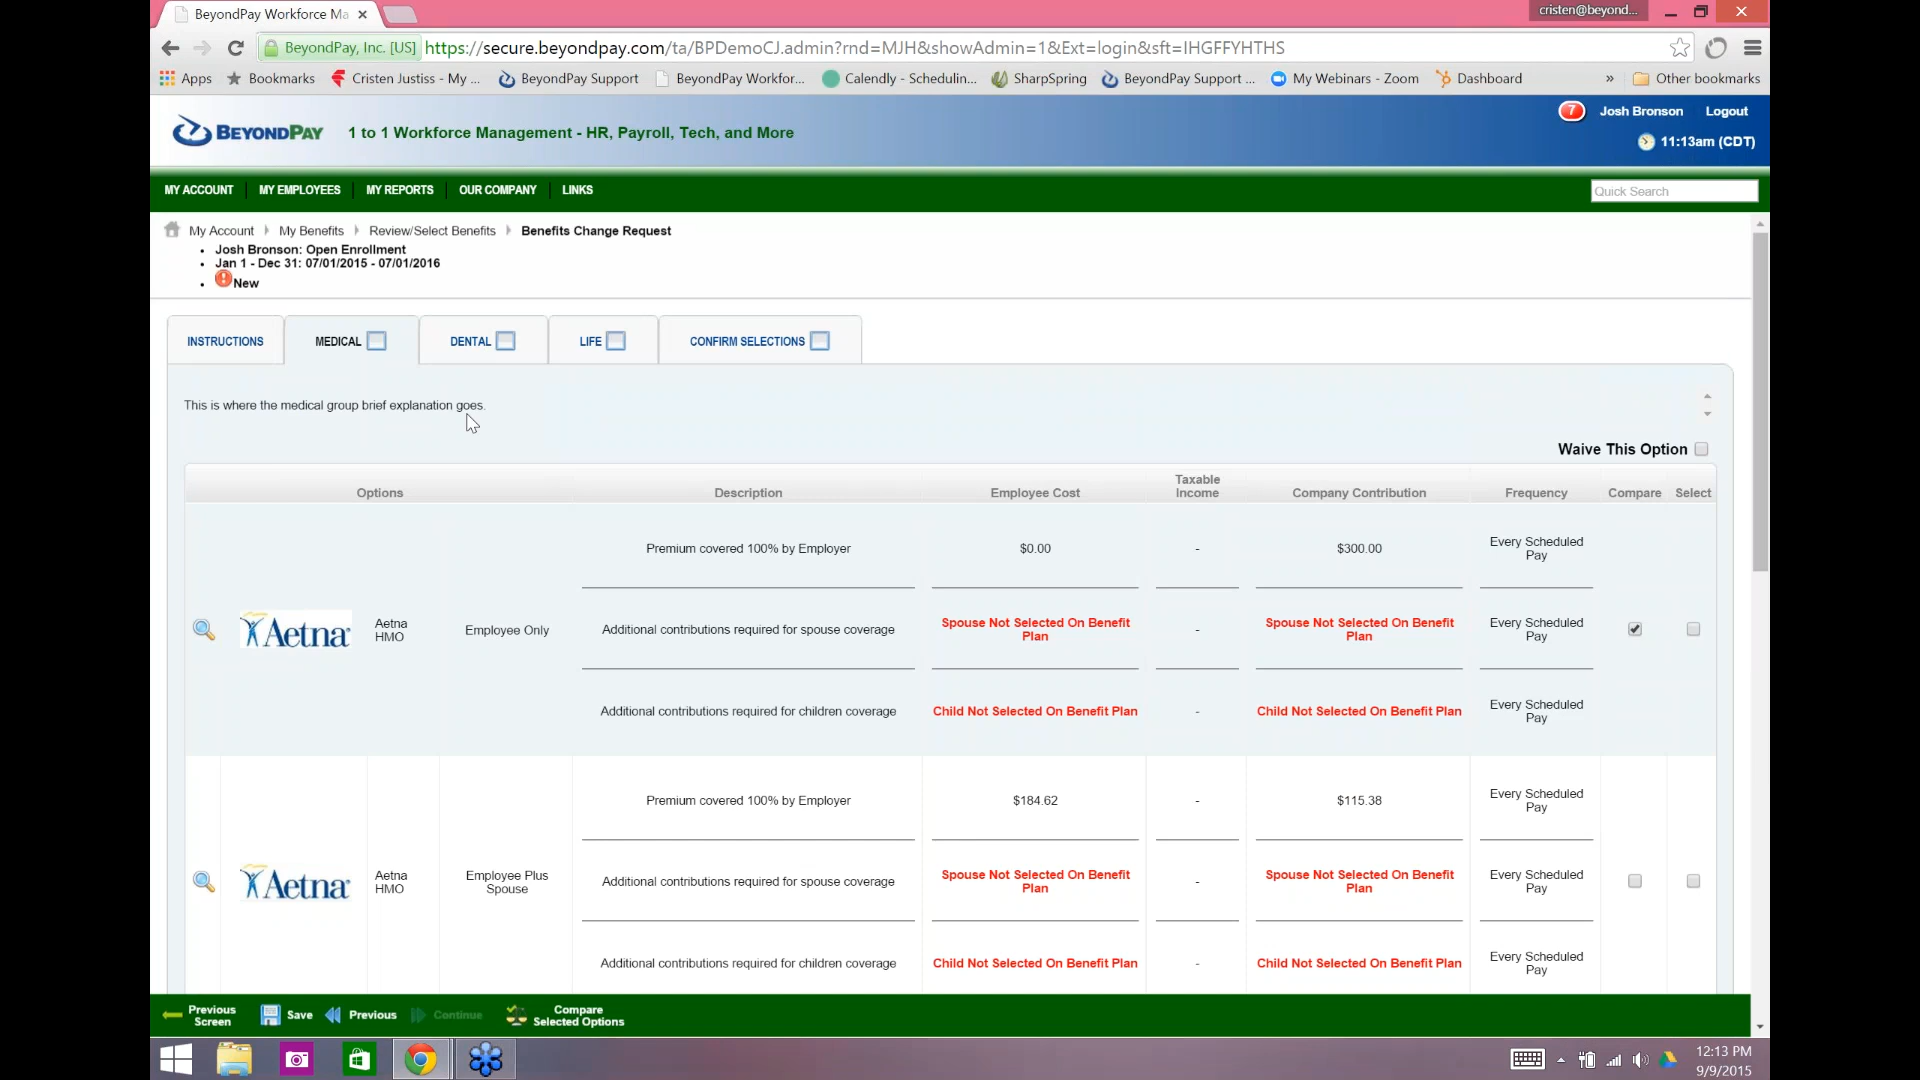 BeyondPay Workforce Ma
cristen@beyond...
BeyondPay, Inc. [US] https://secure.beyondpay.com/ta/BPDemoCJ.admin?rnd=MJH&showAdmin=1&Ext=login&sft=IHGFFYHTHS
Apps Bookmarks Cristen Justiss - My ... BeyondPay Support BeyondPay Workfor... Calendly - Schedulin... SharpSpring BeyondPay Support ... My Webinars - Zoom Dashboard » Other bookmarks
7 Josh Bronson Logout
BEYONDPAY 1 to 1 Workforce Management - HR, Payroll, Tech, and More
11:13am (CDT)
MY ACCOUNT MY EMPLOYEES MY REPORTS OUR COMPANY LINKS Quick Search
My Account My Benefits Review/Select Benefits Benefits Change Request
Josh Bronson: Open Enrollment
Jan 1 - Dec 31: 07/01/2015 - 07/01/2016
New
INSTRUCTIONS MEDICAL DENTAL LIFE CONFIRM SELECTIONS
This is where the medical group brief explanation goes.
Waive This Option
Options Description Employee Cost Taxable Income Company Contribution Frequency Compare Select
Premium covered 100% by Employer $0.00 - $300.00 Every Scheduled Pay
Aetna Aetna HMO Employee Only Additional contributions required for spouse coverage Spouse Not Selected On Benefit Plan - Spouse Not Selected On Benefit Plan Every Scheduled Pay
Additional contributions required for children coverage Child Not Selected On Benefit Plan - Child Not Selected On Benefit Plan Every Scheduled Pay
Premium covered 100% by Employer $184.62 - $115.38 Every Scheduled Pay
Aetna Aetna HMO Employee Plus Spouse Additional contributions required for spouse coverage Spouse Not Selected On Benefit Plan - Spouse Not Selected On Benefit Plan Every Scheduled Pay
Additional contributions required for children coverage Child Not Selected On Benefit Plan - Child Not Selected On Benefit Plan Every Scheduled Pay
Previous Screen Save Previous Continue Compare Selected Options
12:13 PM
9/9/2015